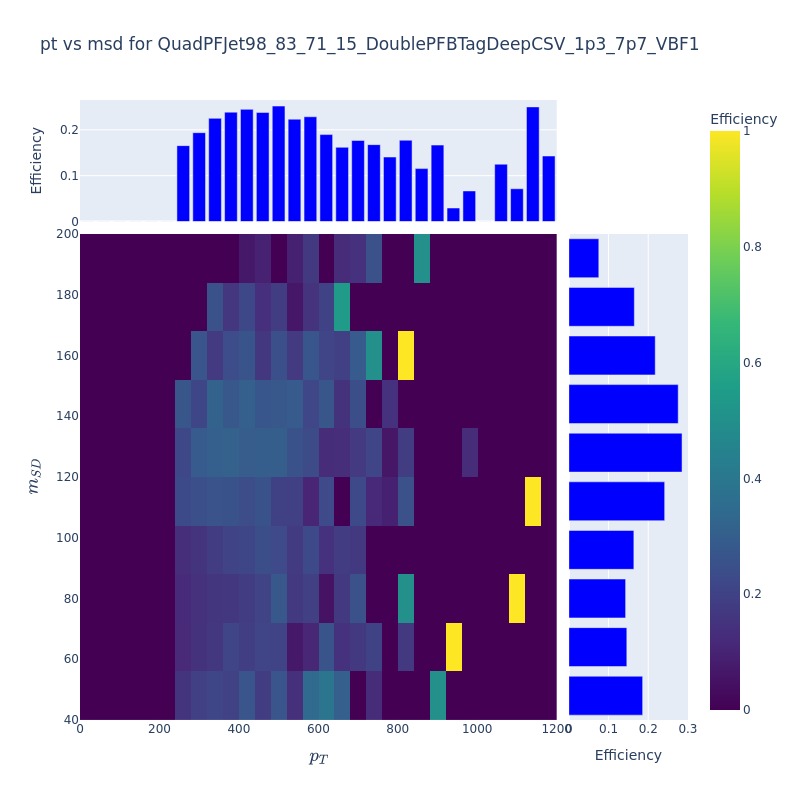 pt vs msd for QuadPFJet98_83_71_15_DoublePFBTagDeepCSV_1p3_7p7_VBF1
Efficiency
0.2
0.1
0
Efficiency
1
0.8
0.6
0.4
0.2
0
m_{SD}
200
180
160
140
120
100
80
60
40
0 200 400 600 800 1000 1200
p_T
0 0.1 0.2 0.3
Efficiency